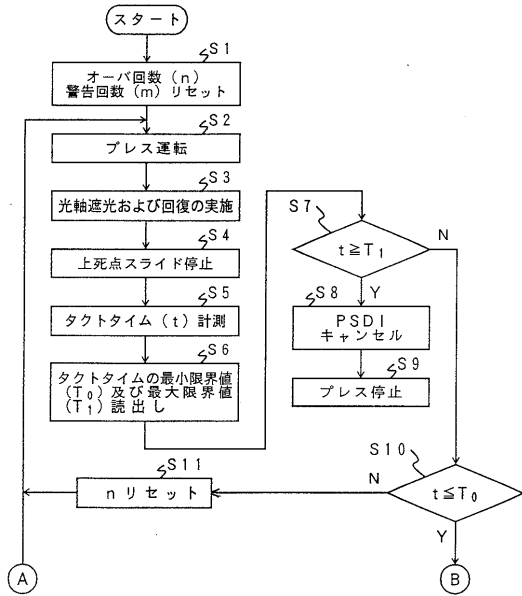 スタート
S1
オーバ回数(n)
警告回数(m)リセット
S2
プレス運転
S3
光軸遮光および回復の実施
S4
上死点スライド停止
S5
タクトタイム(t)計測
S6
タクトタイムの最小限界値
(T₀)及び最大限界値
(T₁)読出し
S7
t≧T₁
N
Y
S8
PSDI
キャンセル
S9
プレス停止
S10
t≦T₀
N
Y
S11
nリセット
A
B